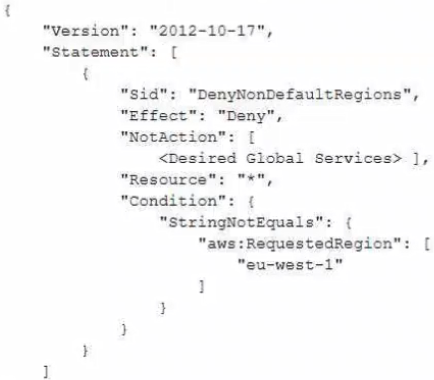 {
"Version": "2012-10-17",
"Statement": [
{
"Sid": "DenyNonDefaultRegions",
"Effect": "Deny",
"NotAction": [
<Desired Global Services> ],
"Resource": "*",
"Condition": {
"StringNotEquals": {
"aws:RequestedRegion": [
"eu-west-1"
]
}
}
}
]